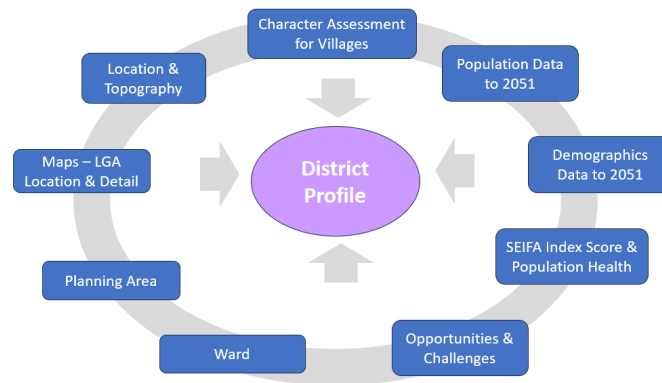 Character Assessment
for Villages
Location &
Topography
Population Data
to 2051
Maps – LGA
Location & Detail
District
Profile
Demographics
Data to 2051
SEIFA Index Score &
Population Health
Planning Area
Opportunities &
Challenges
Ward